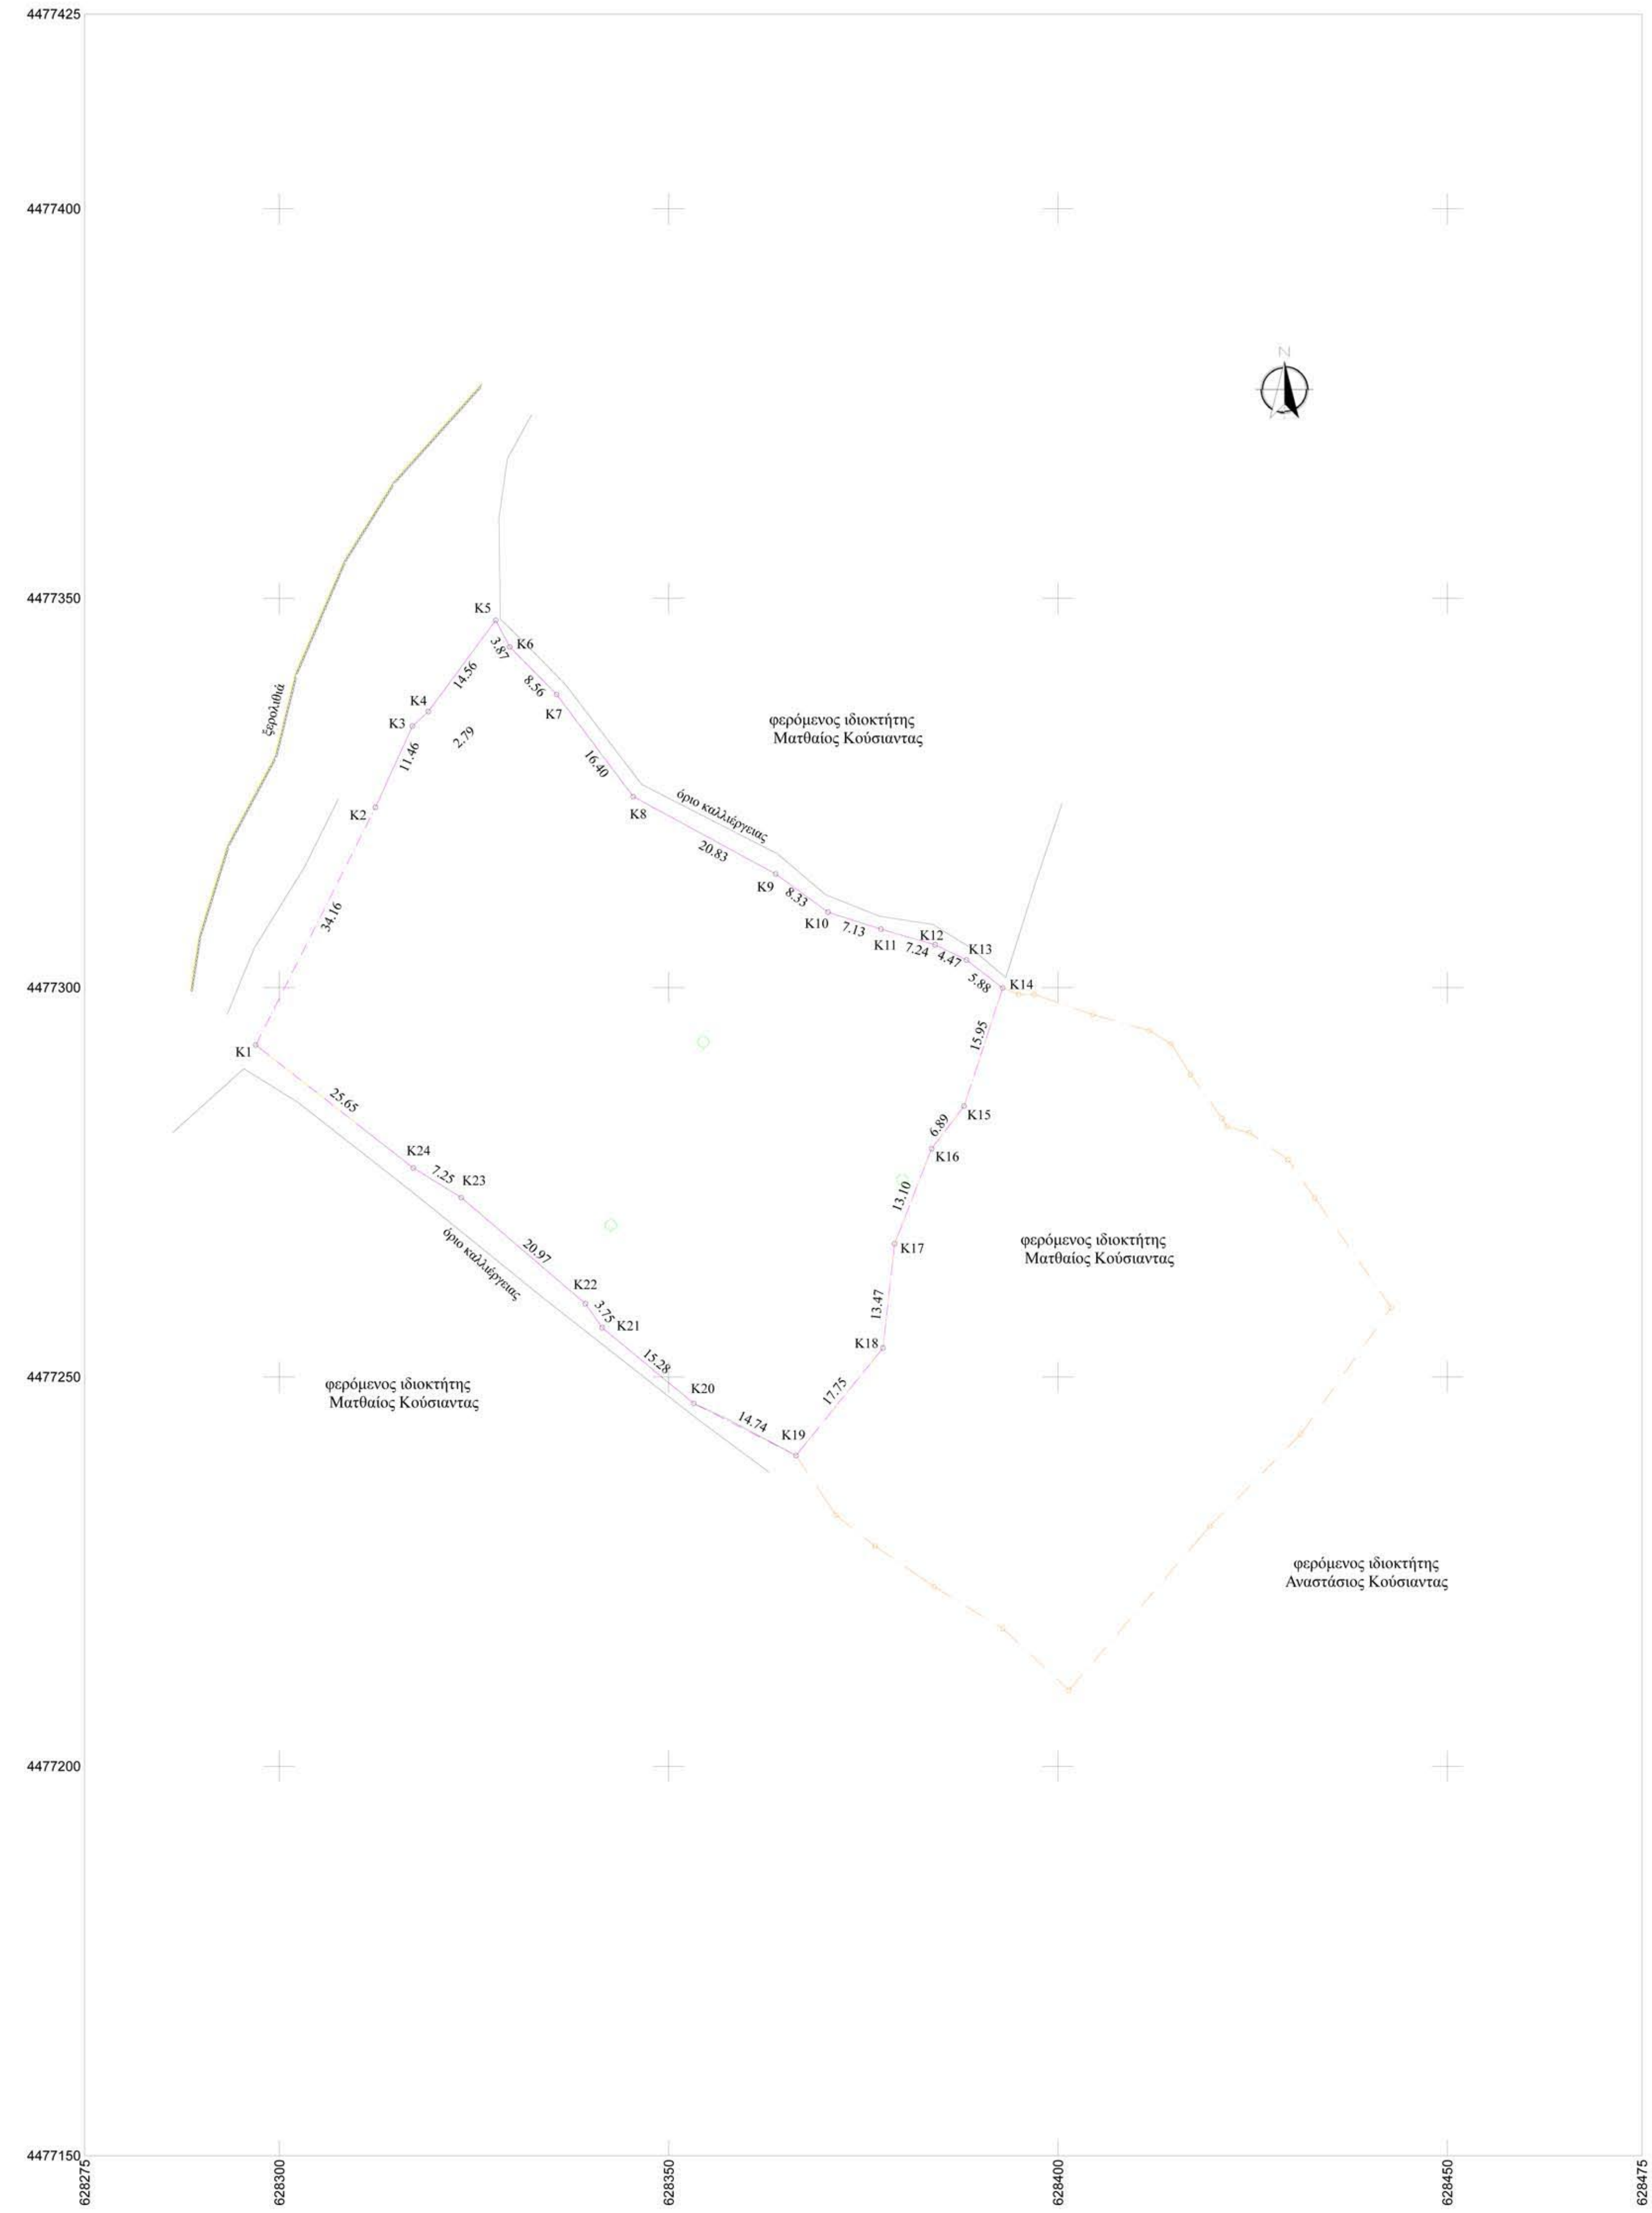 4477425
4477400
N
4477350
K5
K6
3.87
14.56
8.56
K4
K7
K3
ξερολιθιά
φερόμενος ιδιοκτήτης
Ματθαίος Κούσιαντας
2.79
11.46
16.40
K2
K8
όριο καλλιέργειας
20.83
K9
8.33
34.16
K10
7.13
K11
K12
7.24
4.47
K13
5.88
4477300
K14
15.95
K1
25.65
K15
6.89
K24
K16
7.25
K23
13.10
20.97
όριο καλλιέργειας
K17
φερόμενος ιδιοκτήτης
Ματθαίος Κούσιαντας
K22
3.75
K21
13.47
K18
15.28
4477250
φερόμενος ιδιοκτήτης
Ματθαίος Κούσιαντας
K20
17.75
14.74
K19
φερόμενος ιδιοκτήτης
Αναστάσιος Κούσιαντας
4477200
4477150
628275
628300
628350
628400
628450
628475